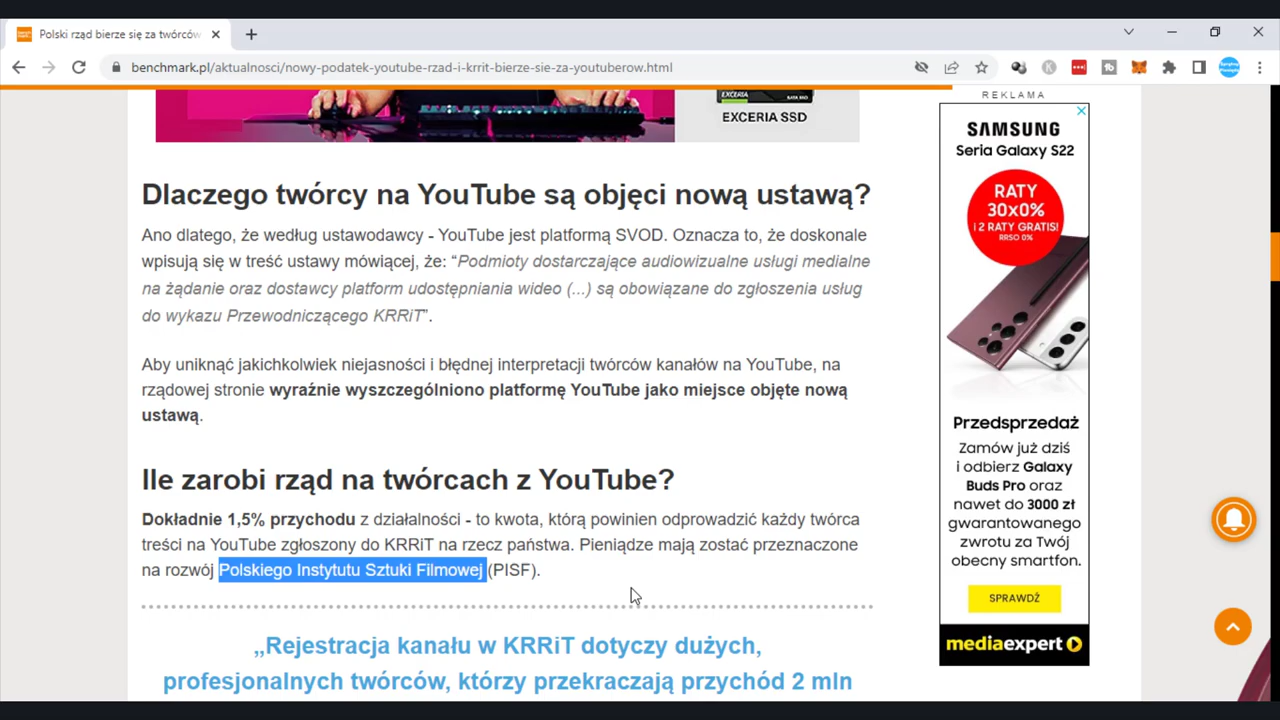 Polski rząd bierze się za twórców
benchmark.pl/aktualnosci/nowy-podatek-youtube-rzad-i-krrit-bierze-sie-za-youtuberow.html
EXCERIA
EXCERIA SSD
REKLAMA
Dlaczego twórcy na YouTube są objęci nową ustawą?
Ano dlatego, że według ustawodawcy - YouTube jest platformą SVOD. Oznacza to, że doskonale
wpisują się w treść ustawy mówiącej, że: “Podmioty dostarczające audiowizualne usługi medialne
na żądanie oraz dostawcy platform udostępniania wideo (...) są obowiązane do zgłoszenia usług
do wykazu Przewodniczącego KRRiT”.
Aby uniknąć jakichkolwiek niejasności i błędnej interpretacji twórców kanałów na YouTube, na
rządowej stronie wyraźnie wyszczególniono platformę YouTube jako miejsce objęte nową
ustawą.
Ile zarobi rząd na twórcach z YouTube?
Dokładnie 1,5% przychodu z działalności - to kwota, którą powinien odprowadzić każdy twórca
treści na YouTube zgłoszony do KRRiT na rzecz państwa. Pieniądze mają zostać przeznaczone
na rozwój Polskiego Instytutu Sztuki Filmowej (PISF).
„Rejestracja kanału w KRRiT dotyczy dużych,
profesjonalnych twórców, którzy przekraczają przychód 2 mln
SAMSUNG
Seria Galaxy S22
RATY
30x0%
I 2 RATY GRATIS!
RRSO 0%
Przedsprzedaż
Zamów już dziś
i odbierz Galaxy
Buds Pro oraz
nawet do 3000 zł
gwarantowanego
zwrotu za Twój
obecny smartfon.
SPRAWDŹ
mediaexpert